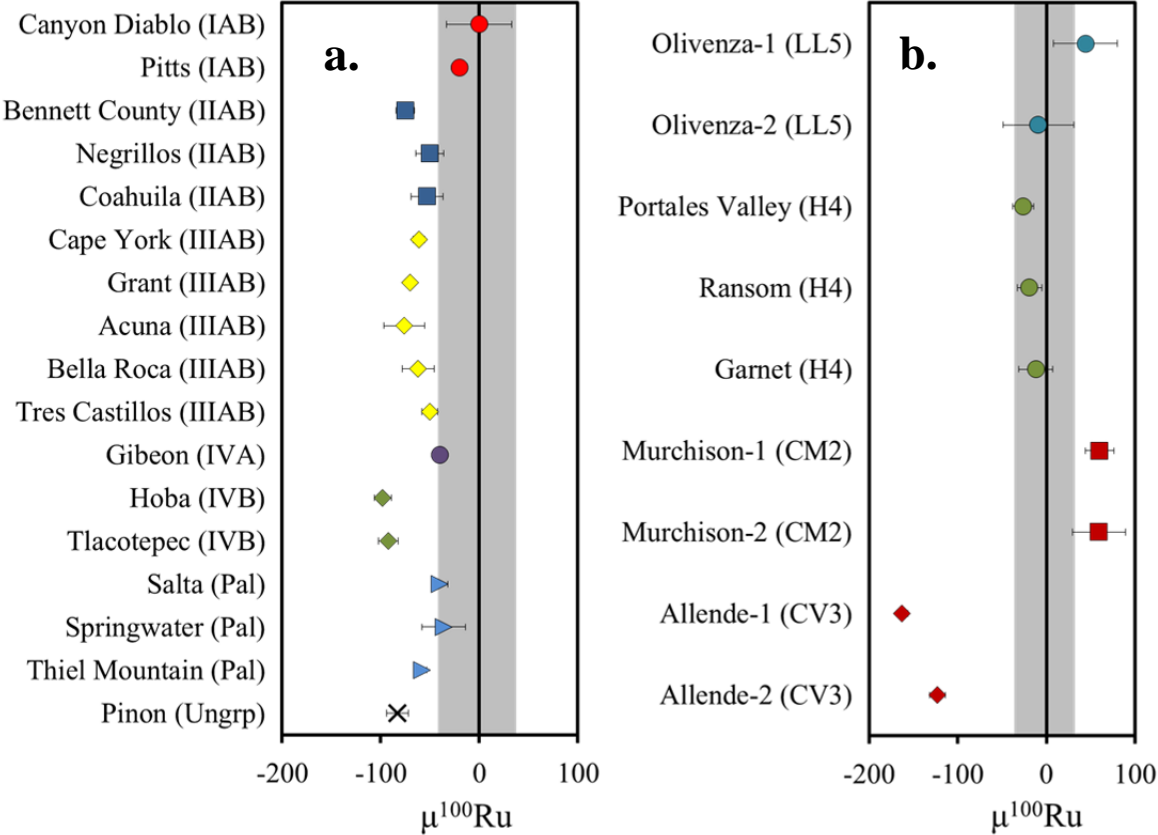 a.
Canyon Diablo (IAB)
Pitts (IAB)
Bennett County (IIAB)
Negrillos (IIAB)
Coahuila (IIAB)
Cape York (IIIAB)
Grant (IIIAB)
Acuna (IIIAB)
Bella Roca (IIIAB)
Tres Castillos (IIIAB)
Gibeon (IVA)
Hoba (IVB)
Tlacotepec (IVB)
Salta (Pal)
Springwater (Pal)
Thiel Mountain (Pal)
Pinon (Ungrp)
-200 -100 0 100
μ¹⁰⁰Ru
b.
Olivenza-1 (LL5)
Olivenza-2 (LL5)
Portales Valley (H4)
Ransom (H4)
Garnet (H4)
Murchison-1 (CM2)
Murchison-2 (CM2)
Allende-1 (CV3)
Allende-2 (CV3)
-200 -100 0 100
μ¹⁰⁰Ru